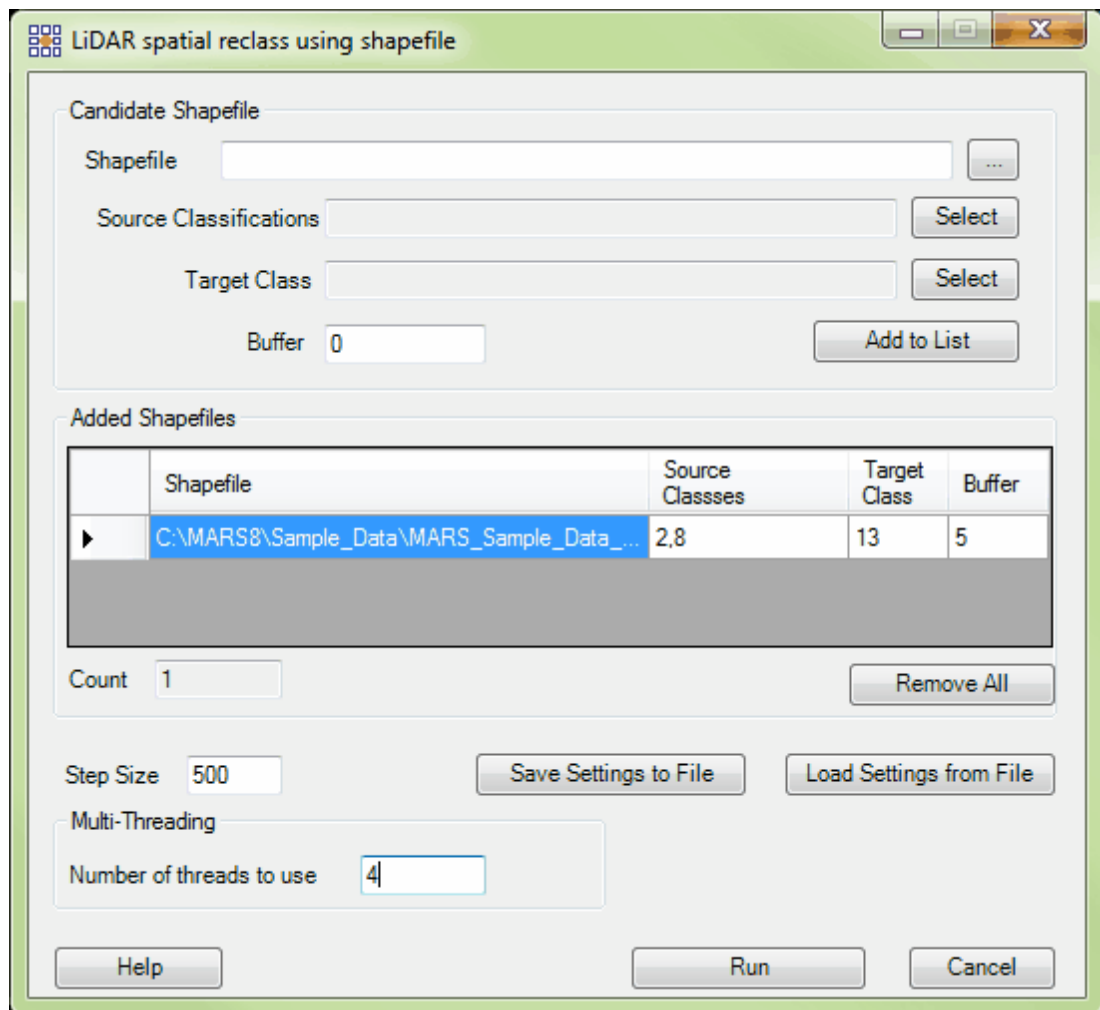 LiDAR spatial reclass using shapefile
Candidate Shapefile
Shapefile ...
Source Classifications Select
Target Class Select
Buffer 0 Add to List
Added Shapefiles
Shapefile Source Classses Target Class Buffer
C:\MARS8\Sample_Data\MARS_Sample_Data_... 2,8 13 5
Count 1 Remove All
Step Size 500 Save Settings to File Load Settings from File
Multi-Threading
Number of threads to use 4
Help Run Cancel